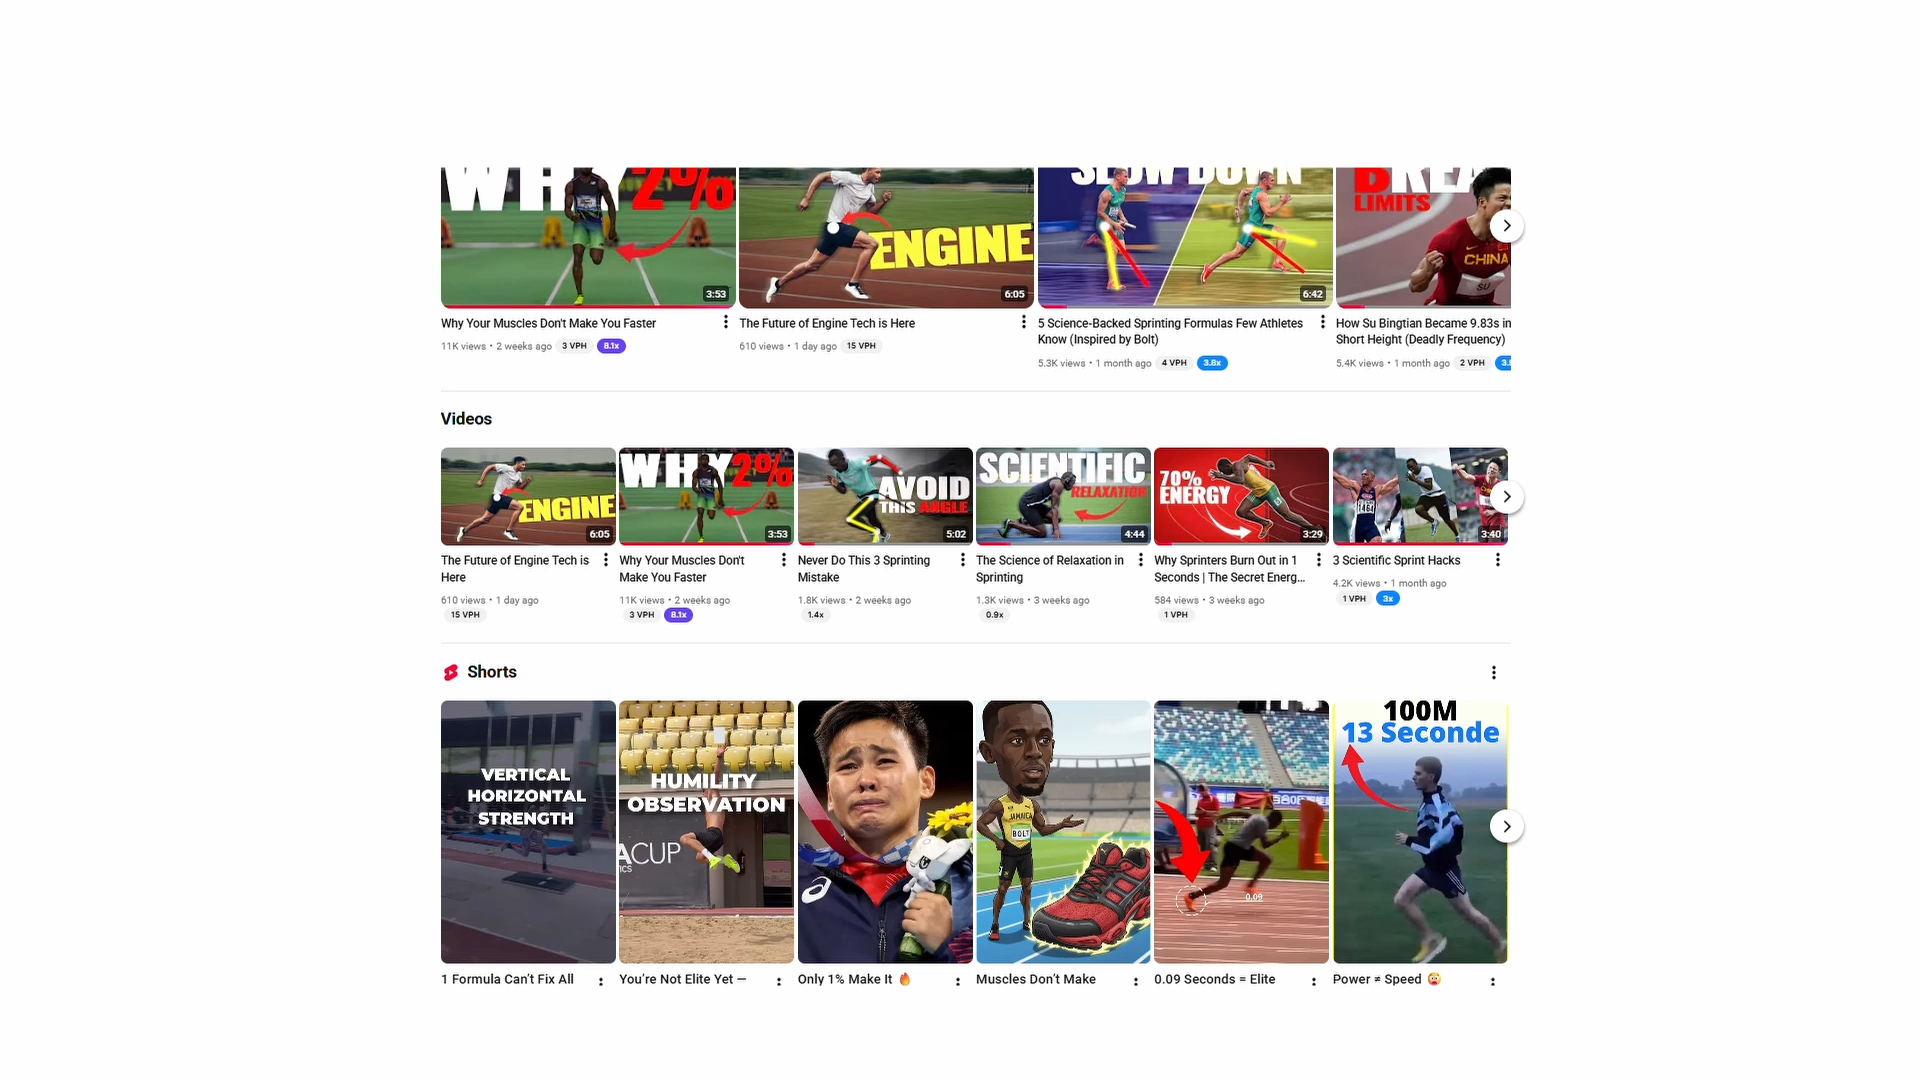 WHY 2%
3:53
ENGINE
6:05
SLOW DOWN
6:42
LIMITS
CHINA
SU
Why Your Muscles Don't Make You Faster
11K views • 2 weeks ago 3 VPH 8.1x
The Future of Engine Tech is Here
610 views • 1 day ago 15 VPH
5 Science-Backed Sprinting Formulas Few Athletes
Know (Inspired by Bolt)
5.3K views • 1 month ago 4 VPH 3.8x
How Su Bingtian Became 9.83s in
Short Height (Deadly Frequency)
5.4K views • 1 month ago 2 VPH
Videos
ENGINE
6:05
WHY 2%
3:53
AVOID
THIS ANGLE
5:02
SCIENTIFIC
RELAXATION
4:44
70%
ENERGY
3:29
1464
3:40
The Future of Engine Tech is
Here
610 views • 1 day ago
15 VPH
Why Your Muscles Don't
Make You Faster
11K views • 2 weeks ago
3 VPH 8.1x
Never Do This 3 Sprinting
Mistake
1.8K views • 2 weeks ago
1.4x
The Science of Relaxation in
Sprinting
1.3K views • 3 weeks ago
0.9x
Why Sprinters Burn Out in 1
Seconds | The Secret Energ...
584 views • 3 weeks ago
1 VPH
3 Scientific Sprint Hacks
4.2K views • 1 month ago
1 VPH 3x
Shorts
VERTICAL
HORIZONTAL
STRENGTH
HUMILITY
OBSERVATION
ACUP
ICS
JAMAICA
BOLT
0.09
100M
13 Seconde
1 Formula Can’t Fix All
You’re Not Elite Yet —
Only 1% Make It 🔥
Muscles Don’t Make
0.09 Seconds = Elite
Power ≠ Speed 😨